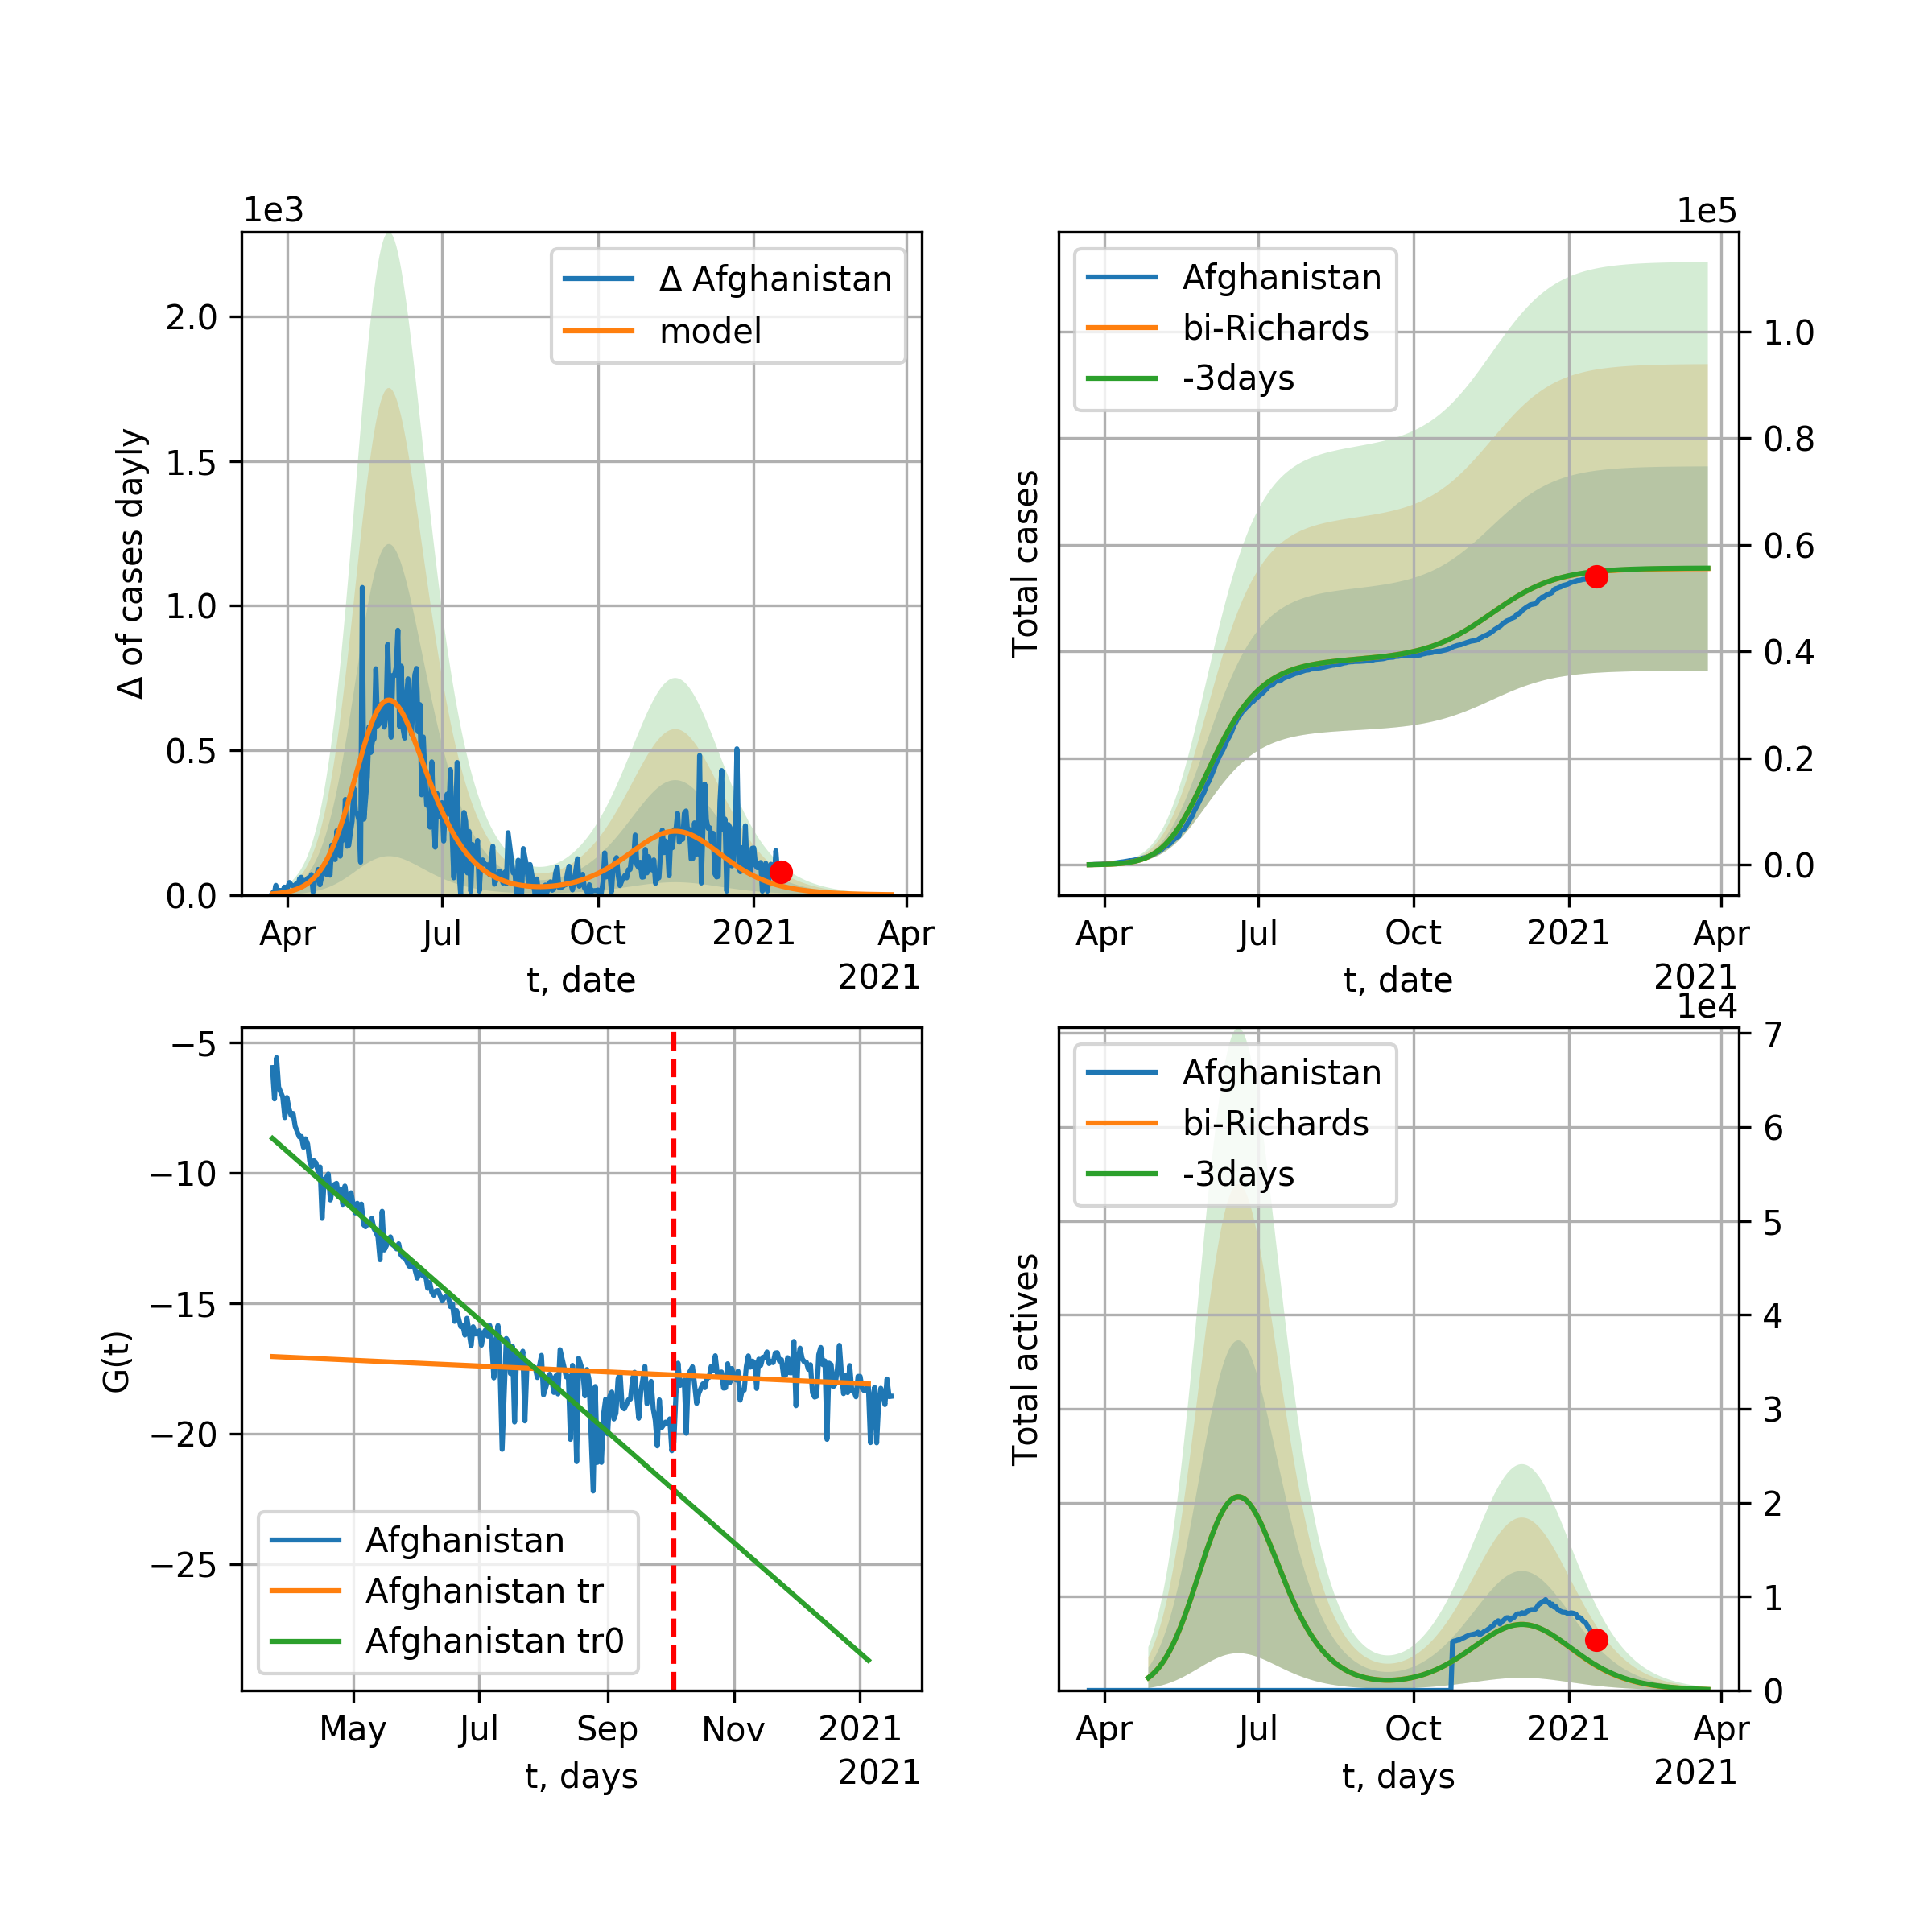 1e3
Δ of cases dayly
2.0
1.5
1.0
0.5
0.0
Δ Afghanistan
model
Apr
Jul
Oct
2021
Apr
t, date
2021
1e5
Total cases
Afghanistan
bi-Richards
-3days
1.0
0.8
0.6
0.4
0.2
0.0
Apr
Jul
Oct
2021
Apr
t, date
2021
G(t)
−5
−10
−15
−20
−25
Afghanistan
Afghanistan tr
Afghanistan tr0
May
Jul
Sep
Nov
2021
t, days
2021
1e4
Total actives
Afghanistan
bi-Richards
-3days
7
6
5
4
3
2
1
0
Apr
Jul
Oct
2021
Apr
t, days
2021